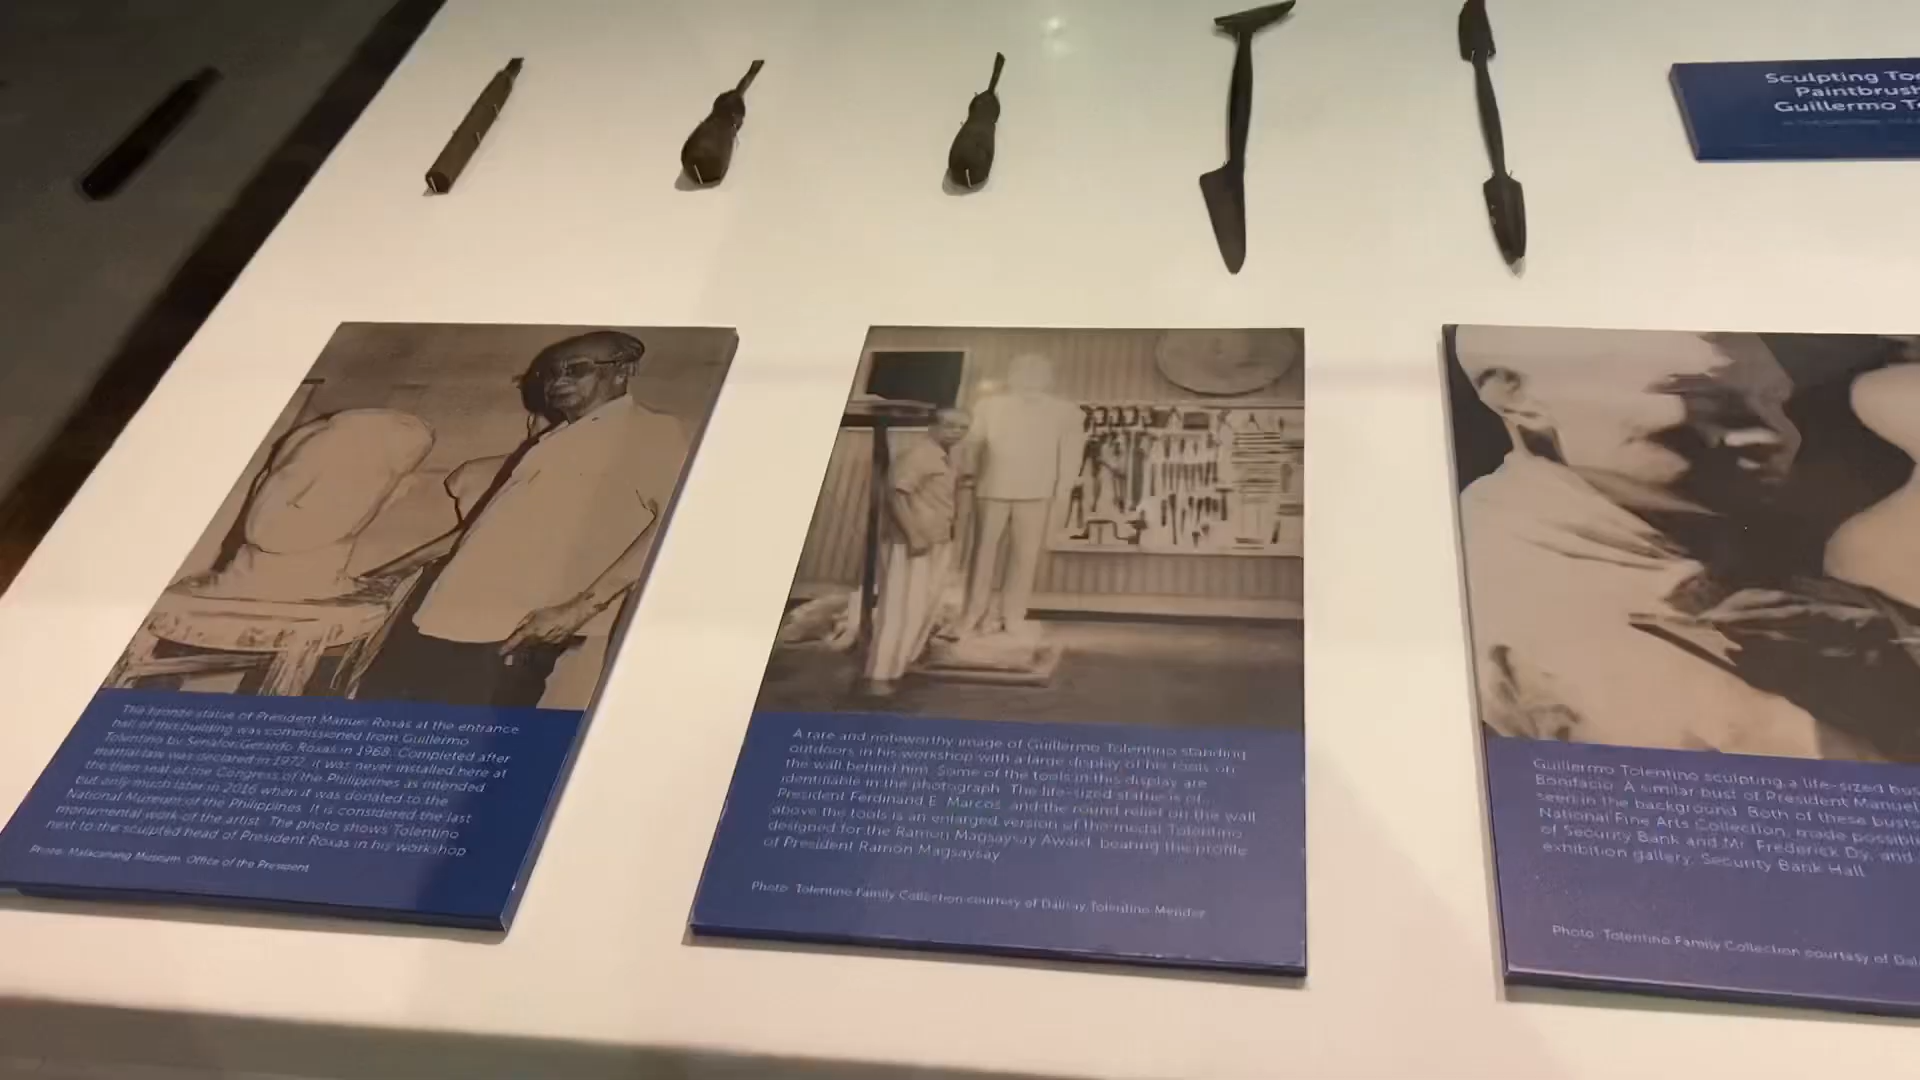 Sculpting
Paintbrush
Guillermo
The bronze statue of President Manuel Roxas at the entrance
hall of this building was commissioned from Guillermo
Tolentino by Senator Gerardo Roxas in 1968. Completed after
martial law was declared in 1972, it was never installed here at
the then seat of the Congress of the Philippines as intended
but only much later in 2016 when it was donated to the
National Museum of the Philippines. It is considered the last
monumental work of the artist. The photo shows Tolentino
next to the sculpted head of President Roxas in his workshop.
Photo: Malacañang Museum, Office of the President
A rare and noteworthy image of Guillermo Tolentino standing
outdoors in his workshop with a large display of his tools on
the wall behind him. Some of the tools in this display are
identifiable in the photograph. The life-sized statue is of
President Ferdinand E. Marcos, and the round relief on the wall
above the tools is an enlarged version of the medal Tolentino
designed for the Ramon Magsaysay Award, bearing the profile
of President Ramon Magsaysay.
Photo: Tolentino Family Collection courtesy of Dalisay Tolentino Mender
Guillermo Tolentino sculpting a life-sized
Bonifacio. A similar bust of President Manuel
seen in the background. Both of these busts
National Fine Arts Collection, made possible
of Security Bank and Mr. Frederick Dy, and
exhibition gallery, Security Bank Hall.
Photo: Tolentino Family Collection courtesy of